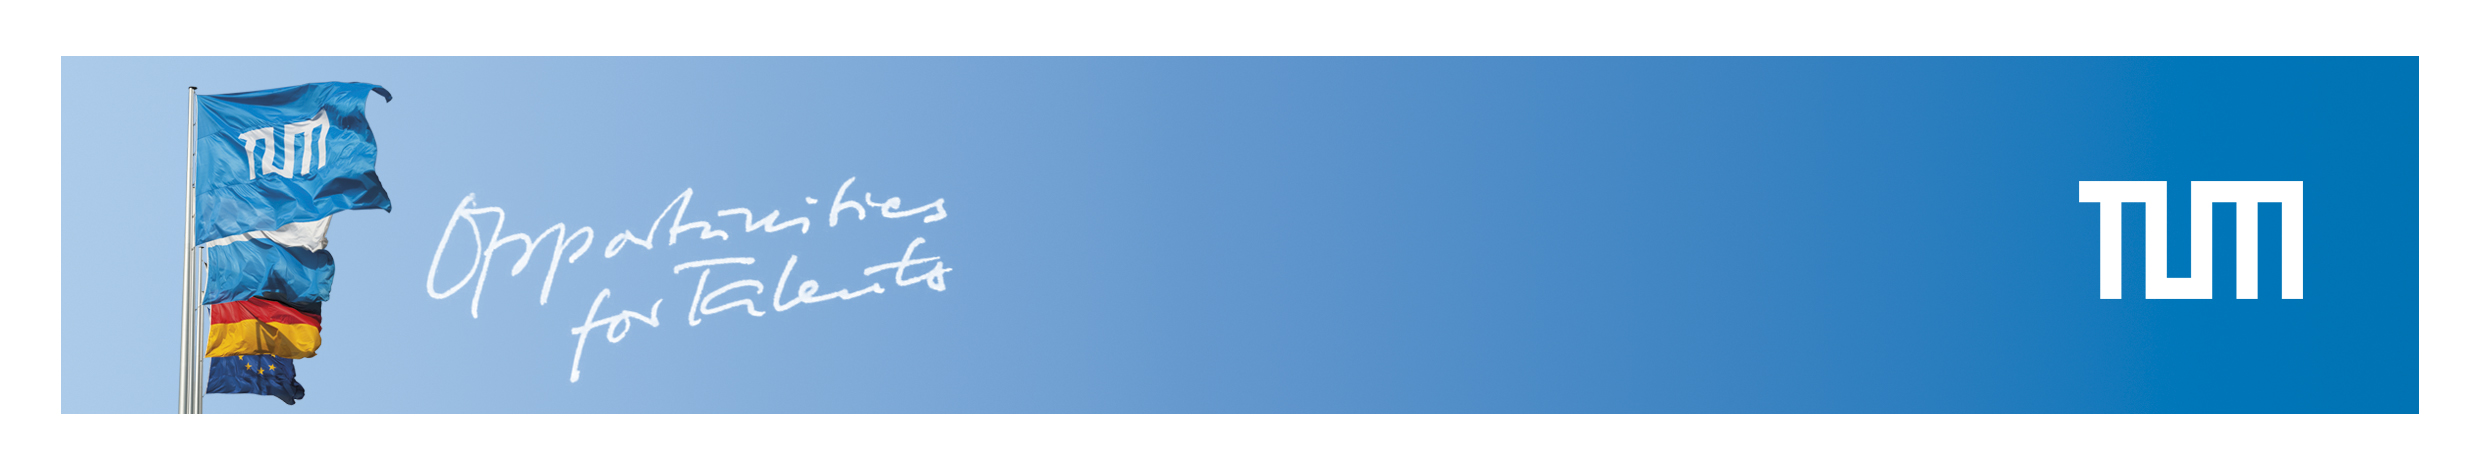 TUM
Opportunities
for Talents
TUM